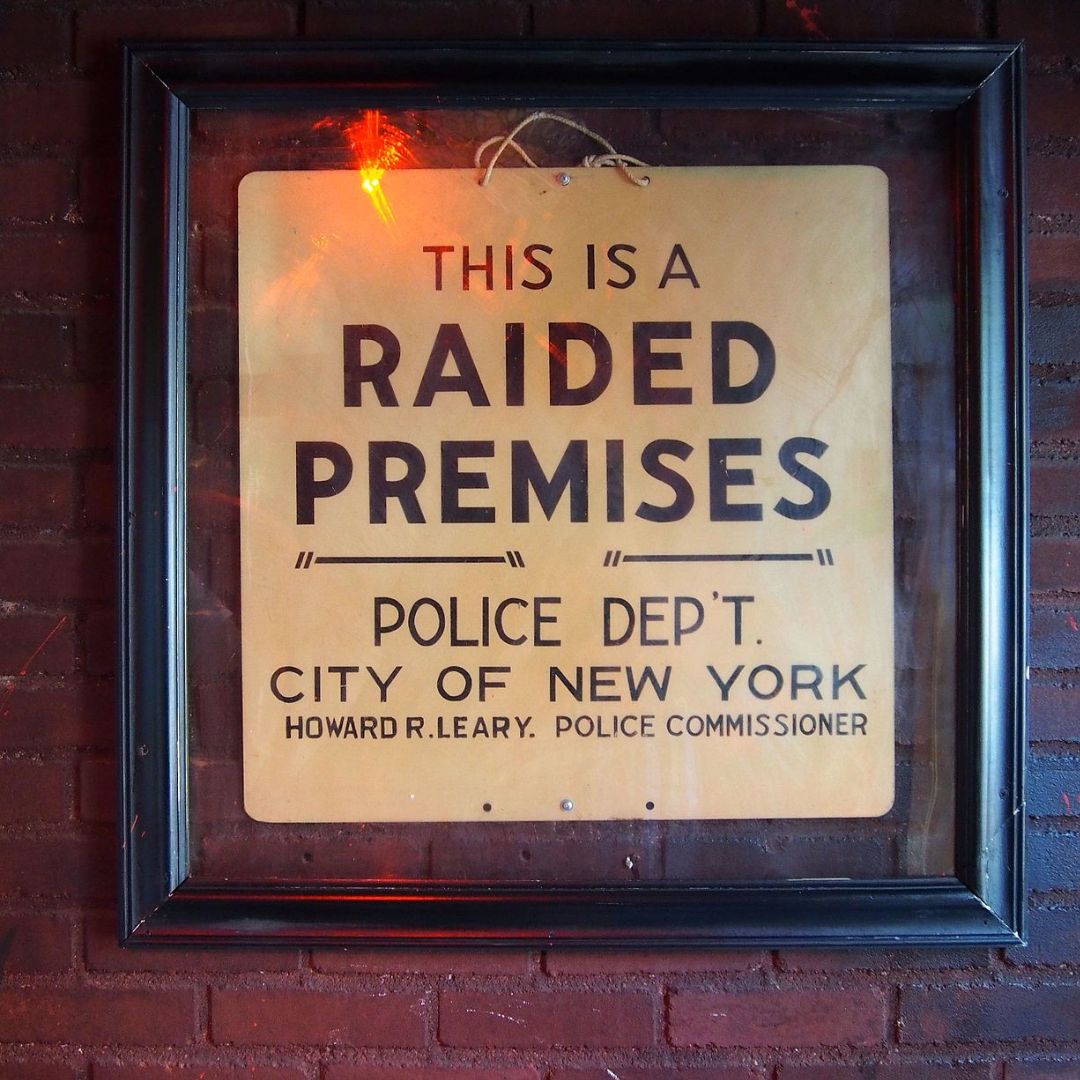 THIS IS A
RAIDED
PREMISES
POLICE DEP'T.
CITY OF NEW YORK
HOWARD R. LEARY. POLICE COMMISSIONER